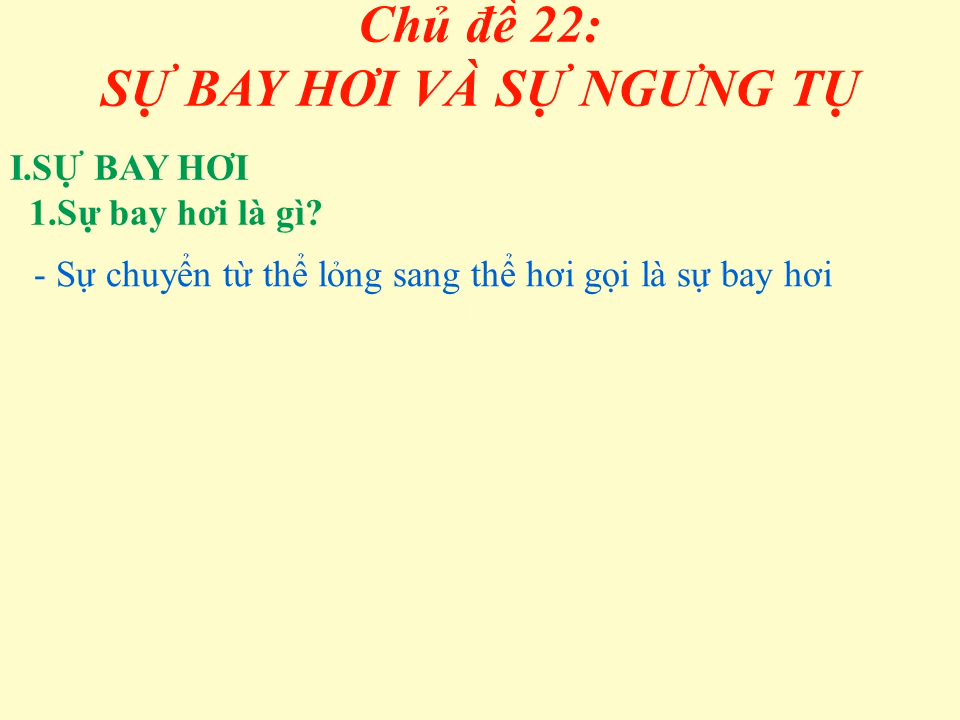 Chủ đề 22:
SỰ BAY HƠI VÀ SỰ NGƯNG TỤ
I.SỰ BAY HƠI
1.Sự bay hơi là gì?
- Sự chuyển từ thể lỏng sang thể hơi gọi là sự bay hơi